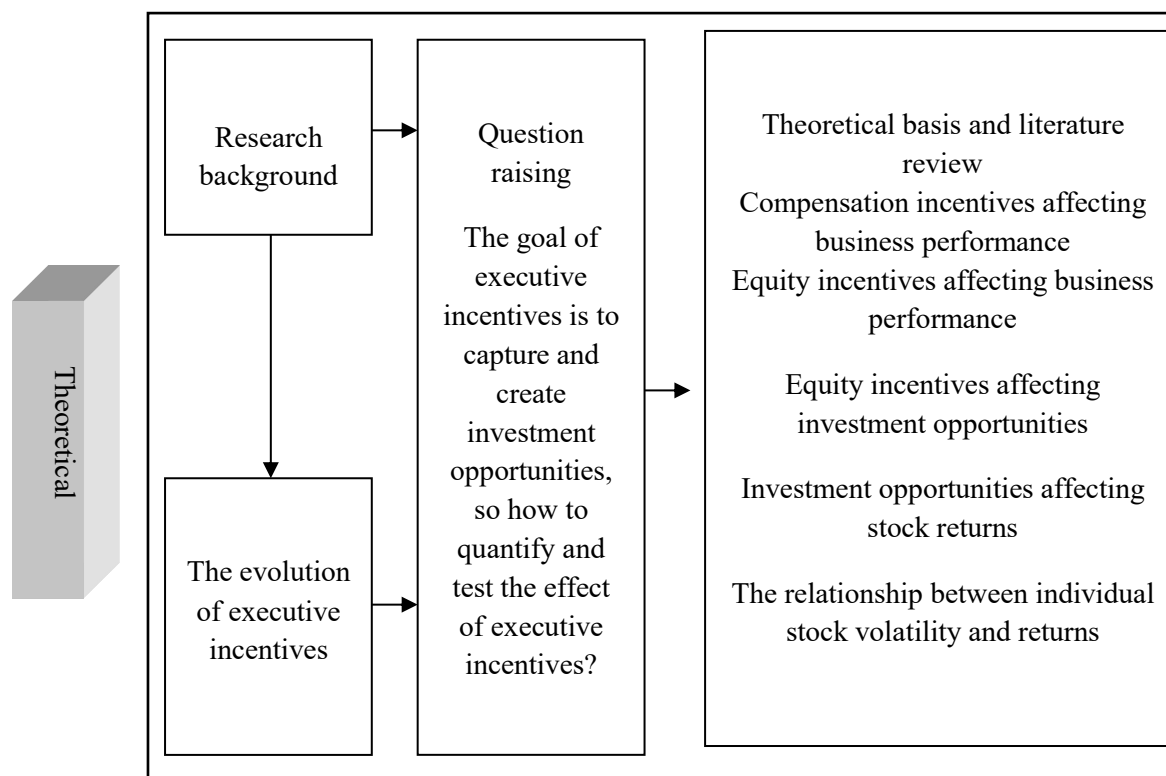 Theoretical
Research
background
The evolution
of executive
incentives
Question
raising
The goal of
executive
incentives is to
capture and
create
investment
opportunities,
so how to
quantify and
test the effect
of executive
incentives?
Theoretical basis and literature
review
Compensation incentives affecting
business performance
Equity incentives affecting business
performance
Equity incentives affecting
investment opportunities
Investment opportunities affecting
stock returns
The relationship between individual
stock volatility and returns